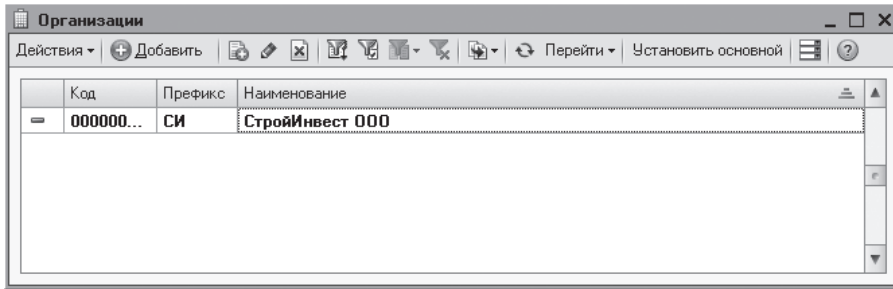 Организации
Действия Добавить Перейти Установить основной
Код Префикс Наименование
000000... СИ СтройИнвест ООО